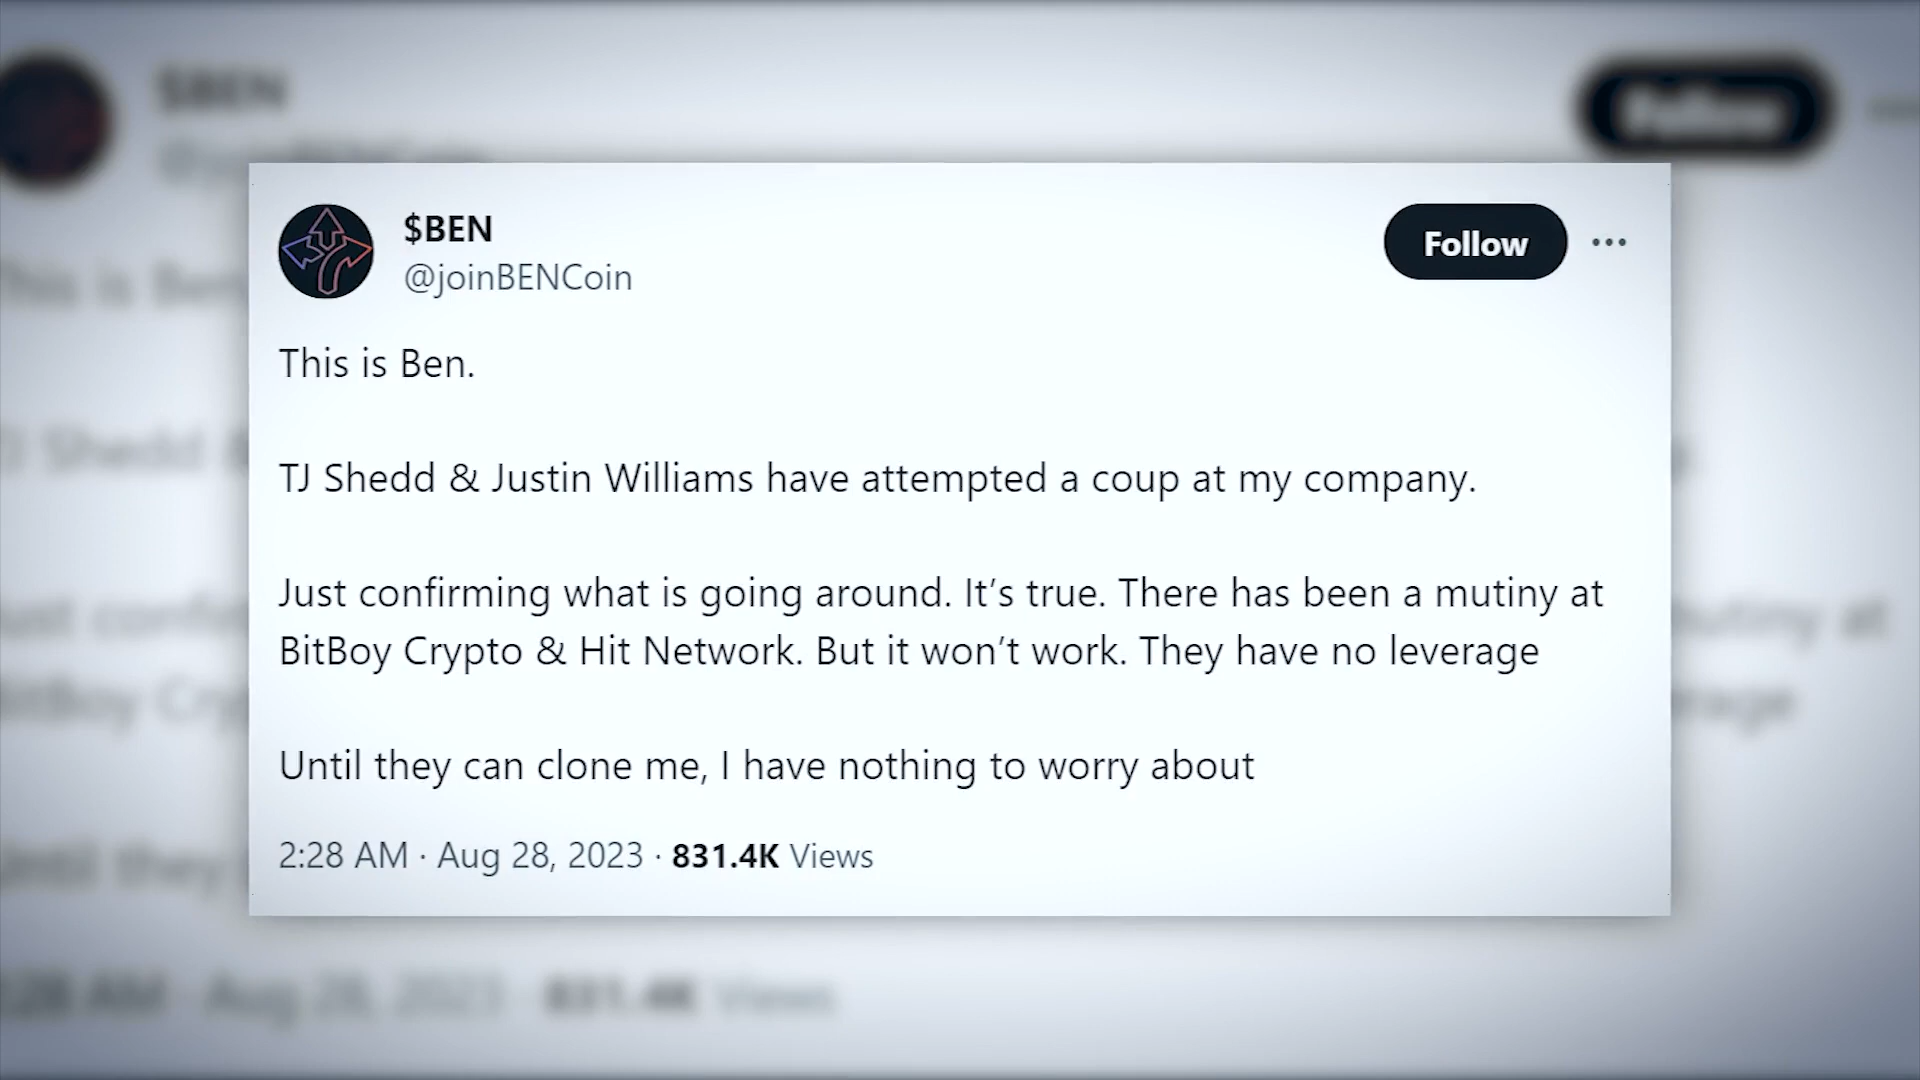 $BEN
@joinBENCoin
Follow
This is Ben.
TJ Shedd & Justin Williams have attempted a coup at my company.
Just confirming what is going around. It’s true. There has been a mutiny at
BitBoy Crypto & Hit Network. But it won’t work. They have no leverage
Until they can clone me, I have nothing to worry about
2:28 AM · Aug 28, 2023 · 831.4K Views